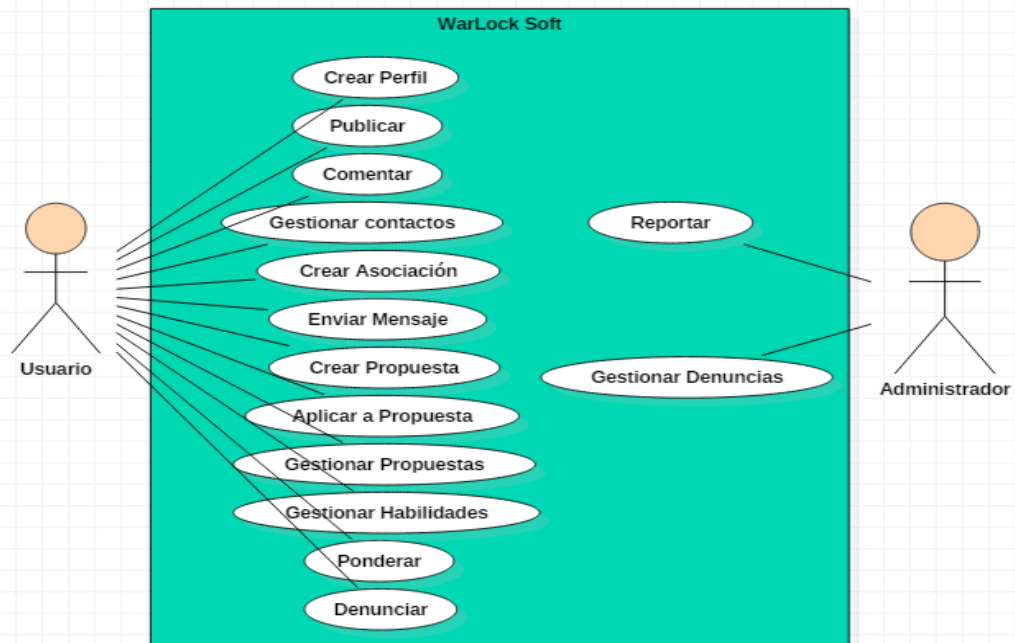 WarLock Soft
Crear Perfil
Publicar
Comentar
Gestionar contactos
Crear Asociación
Enviar Mensaje
Crear Propuesta
Aplicar a Propuesta
Gestionar Propuestas
Gestionar Habilidades
Ponderar
Denunciar
Reportar
Gestionar Denuncias
Usuario
Administrador